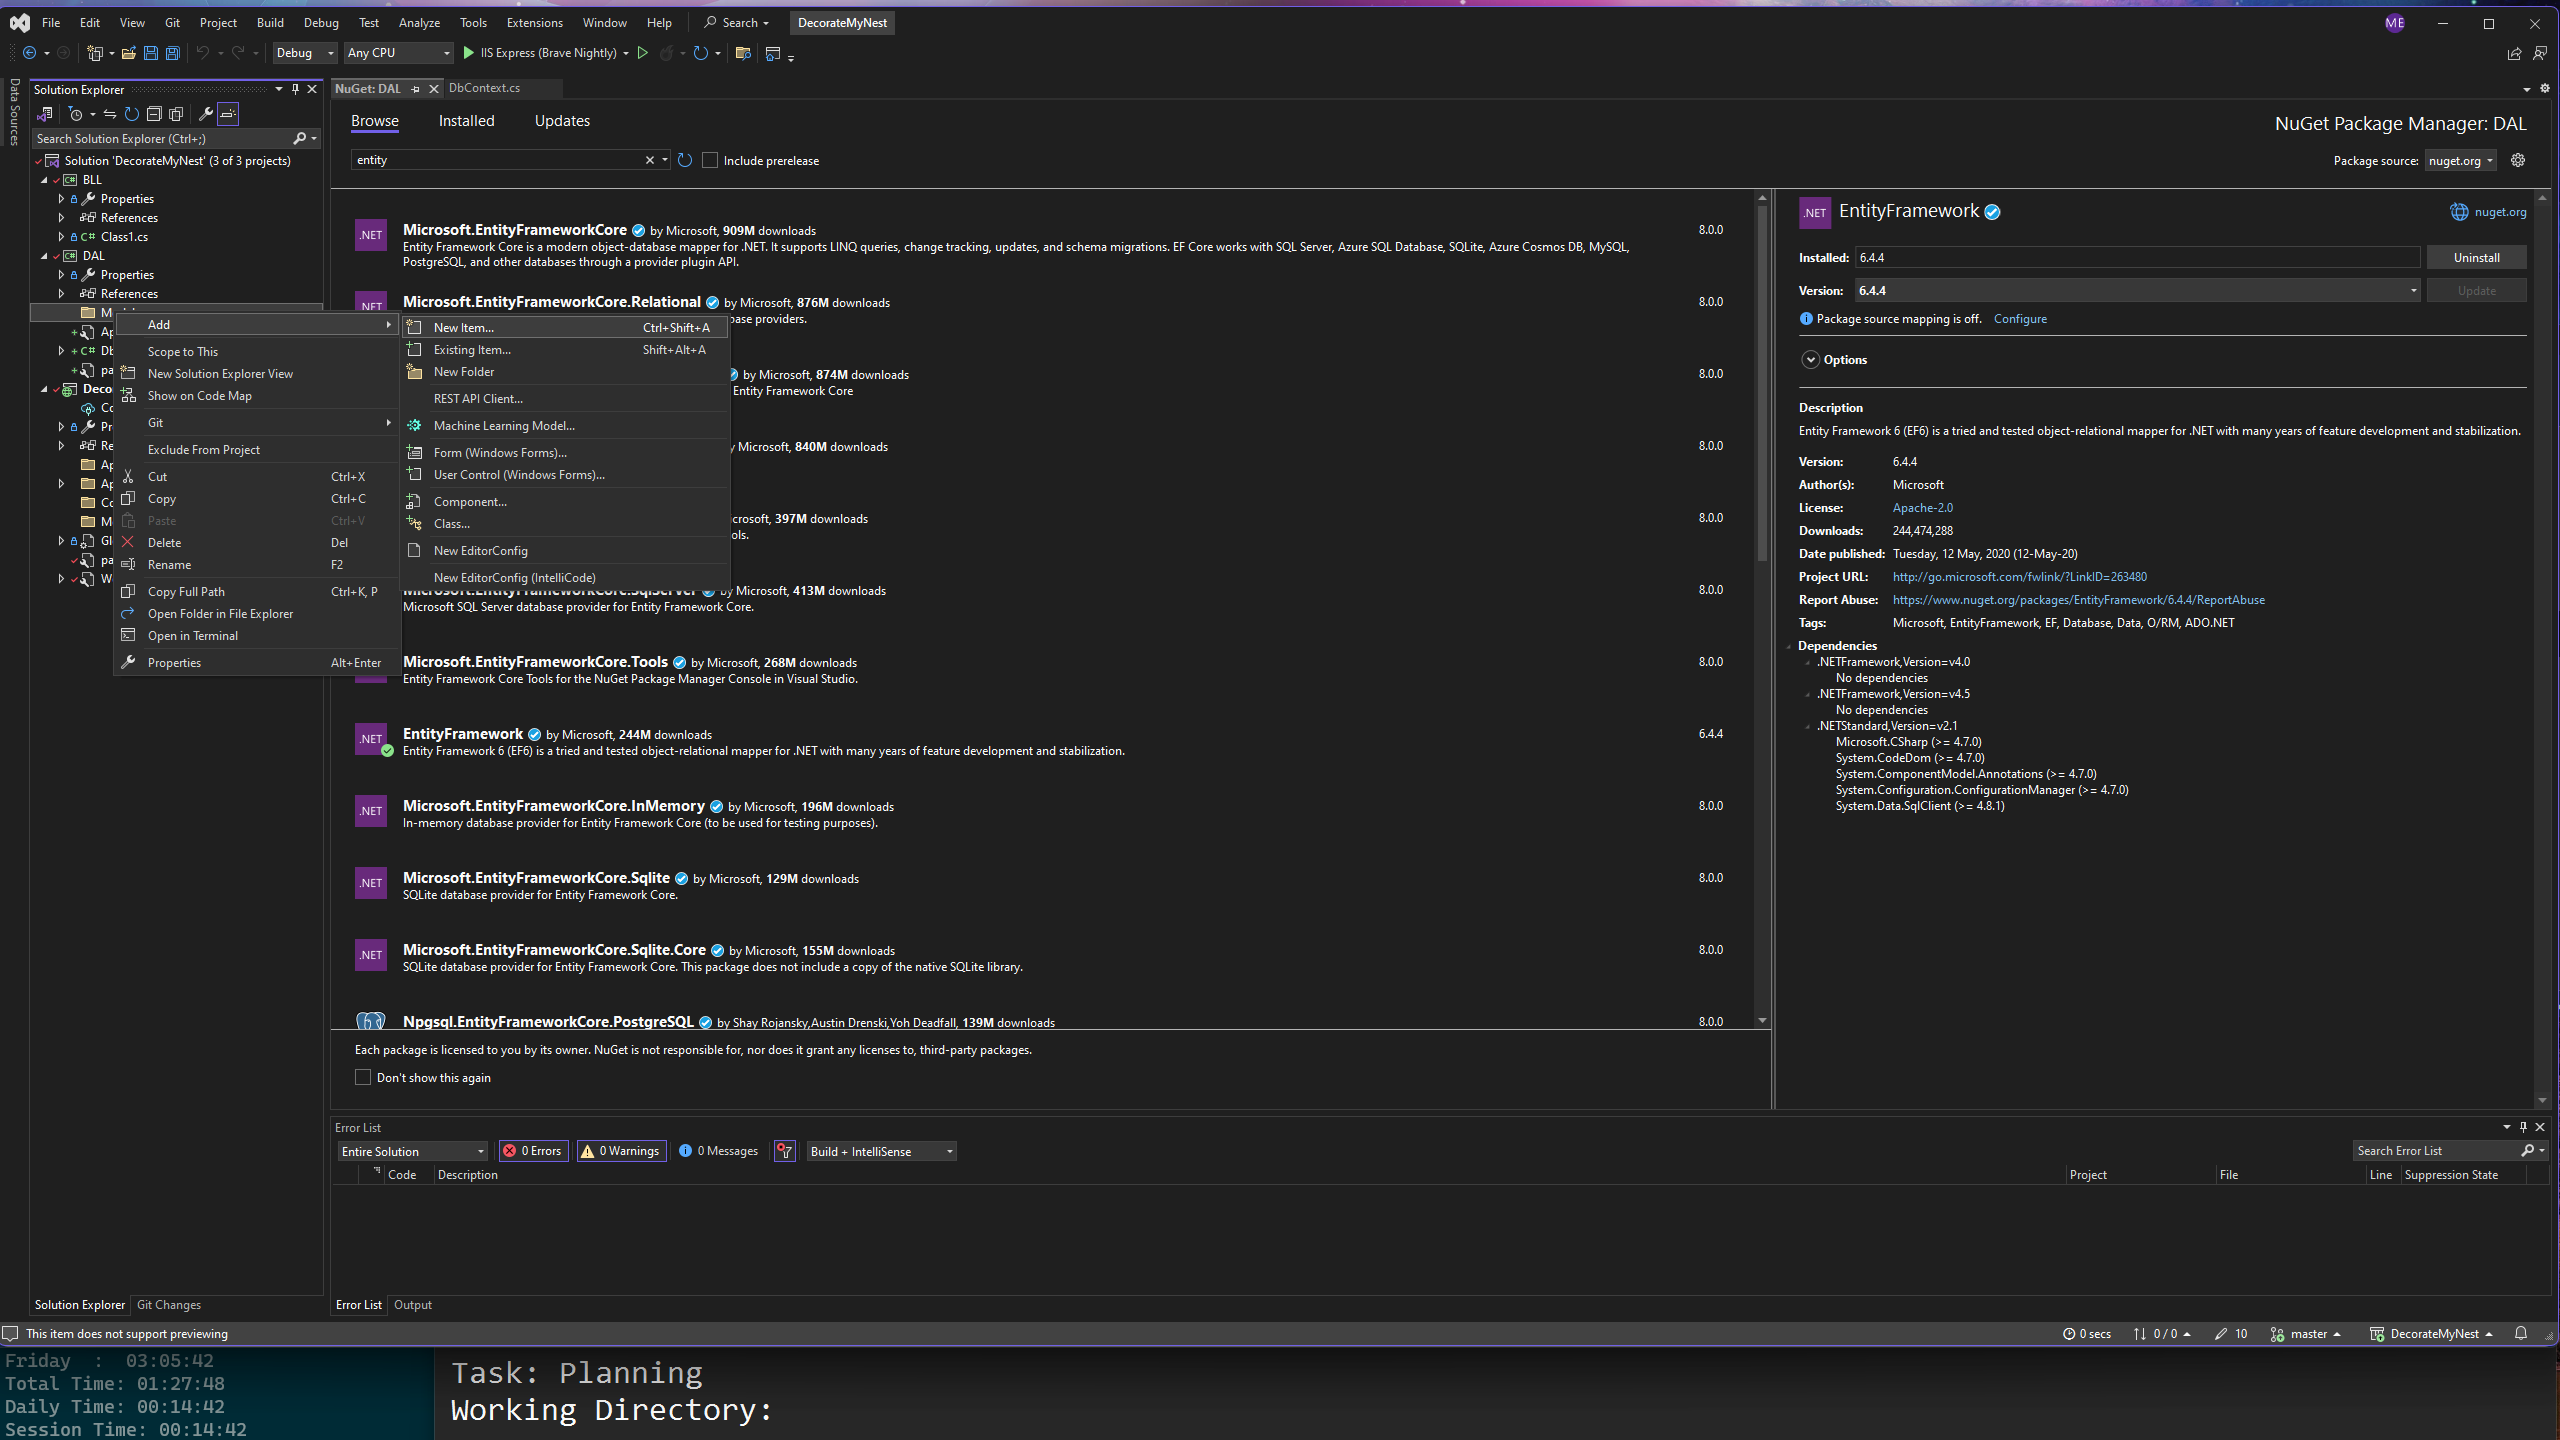 File Edit View Git Project Build Debug Test Analyze Tools Extensions Window Help Search DecorateMyNest ME
Debug Any CPU IIS Express (Brave Nightly)
Data Sources
Solution Explorer
Search Solution Explorer (Ctrl+;)
Solution 'DecorateMyNest' (3 of 3 projects)
BLL
Properties
References
C# Class1.cs
DAL
Properties
References
Add
Scope to This
New Solution Explorer View
Show on Code Map
Git
Exclude From Project
Cut Ctrl+X
Copy Ctrl+C
Paste Ctrl+V
Delete Del
Rename F2
Copy Full Path Ctrl+K, P
Open Folder in File Explorer
Open in Terminal
Properties Alt+Enter
New Item... Ctrl+Shift+A
Existing Item... Shift+Alt+A
New Folder
REST API Client...
Machine Learning Model...
Form (Windows Forms)...
User Control (Windows Forms)...
Component...
Class...
New EditorConfig
New EditorConfig (IntelliCode)
Solution Explorer Git Changes
NuGet: DAL DbContext.cs
Browse Installed Updates
NuGet Package Manager: DAL
entity Include prerelease
Package source: nuget.org
.NET Microsoft.EntityFrameworkCore by Microsoft, 909M downloads 8.0.0
Entity Framework Core is a modern object-database mapper for .NET. It supports LINQ queries, change tracking, updates, and schema migrations. EF Core works with SQL Server, Azure SQL Database, SQLite, Azure Cosmos DB, MySQL,
PostgreSQL, and other databases through a provider plugin API.
.NET Microsoft.EntityFrameworkCore.Relational by Microsoft, 876M downloads 8.0.0
base providers.
by Microsoft, 874M downloads 8.0.0
Entity Framework Core
Microsoft, 840M downloads 8.0.0
397M downloads 8.0.0
Microsoft.EntityFrameworkCore.SqlServer by Microsoft, 413M downloads 8.0.0
Microsoft SQL Server database provider for Entity Framework Core.
Microsoft.EntityFrameworkCore.Tools by Microsoft, 268M downloads 8.0.0
Entity Framework Core Tools for the NuGet Package Manager Console in Visual Studio.
.NET EntityFramework by Microsoft, 244M downloads 6.4.4
Entity Framework 6 (EF6) is a tried and tested object-relational mapper for .NET with many years of feature development and stabilization.
.NET Microsoft.EntityFrameworkCore.InMemory by Microsoft, 196M downloads 8.0.0
In-memory database provider for Entity Framework Core (to be used for testing purposes).
.NET Microsoft.EntityFrameworkCore.Sqlite by Microsoft, 129M downloads 8.0.0
SQLite database provider for Entity Framework Core.
.NET Microsoft.EntityFrameworkCore.Sqlite.Core by Microsoft, 155M downloads 8.0.0
SQLite database provider for Entity Framework Core. This package does not include a copy of the native SQLite library.
Npgsql.EntityFrameworkCore.PostgreSQL by Shay Rojansky,Austin Drenski,Yoh Deadfall, 139M downloads 8.0.0
Each package is licensed to you by its owner. NuGet is not responsible for, nor does it grant any licenses to, third-party packages.
Don't show this again
.NET EntityFramework nuget.org
Installed: 6.4.4 Uninstall
Version: 6.4.4 Update
Package source mapping is off. Configure
Options
Description
Entity Framework 6 (EF6) is a tried and tested object-relational mapper for .NET with many years of feature development and stabilization.
Version: 6.4.4
Author(s): Microsoft
License: Apache-2.0
Downloads: 244,474,288
Date published: Tuesday, 12 May, 2020 (12-May-20)
Project URL: http://go.microsoft.com/fwlink/?LinkID=263480
Report Abuse: https://www.nuget.org/packages/EntityFramework/6.4.4/ReportAbuse
Tags: Microsoft, EntityFramework, EF, Database, Data, O/RM, ADO.NET
Dependencies
.NETFramework,Version=v4.0
No dependencies
.NETFramework,Version=v4.5
No dependencies
.NETStandard,Version=v2.1
Microsoft.CSharp (>= 4.7.0)
System.CodeDom (>= 4.7.0)
System.ComponentModel.Annotations (>= 4.7.0)
System.Configuration.ConfigurationManager (>= 4.7.0)
System.Data.SqlClient (>= 4.8.1)
Error List
Entire Solution 0 Errors 0 Warnings 0 Messages Build + IntelliSense Search Error List
Code Description Project File Line Suppression State
Error List Output
This item does not support previewing 0 secs 0 / 0 10 master DecorateMyNest
Friday : 03:05:42
Total Time: 01:27:48
Daily Time: 00:14:42
Session Time: 00:14:42
Task: Planning
Working Directory: